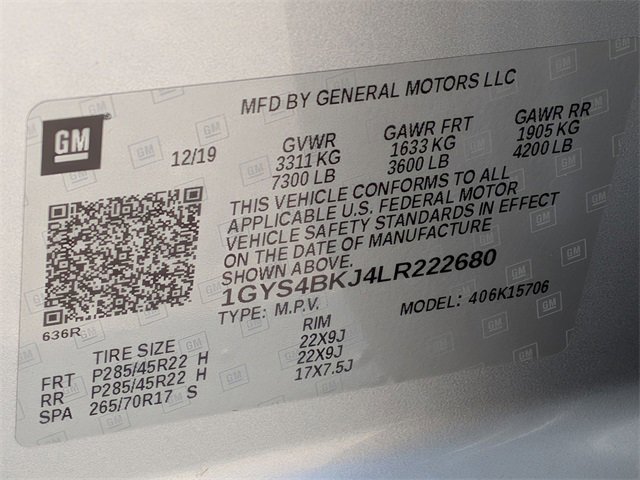 MFD BY GENERAL MOTORS LLC
GM
12/19
GVWR GAWR FRT GAWR RR
3311 KG 1633 KG 1905 KG
7300 LB 3600 LB 4200 LB
THIS VEHICLE CONFORMS TO ALL
APPLICABLE U.S. FEDERAL MOTOR
VEHICLE SAFETY STANDARDS IN EFFECT
ON THE DATE OF MANUFACTURE
SHOWN ABOVE.
1GYS4BKJ4LR222680
TYPE: M.P.V. MODEL: 406K15706
636R
TIRE SIZE RIM
FRT P285/45R22 H 22X9J
RR P285/45R22 H 22X9J
SPA 265/70R17 S 17X7.5J